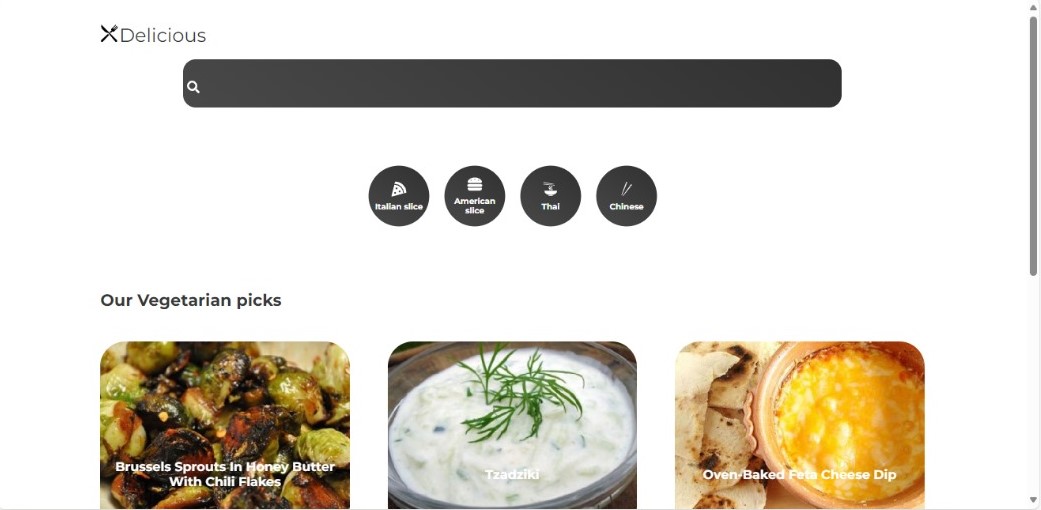 Delicious
Italian slice
American
slice
Thai
Chinese
Our Vegetarian picks
Brussels Sprouts In Honey Butter
With Chili Flakes
Tzadziki
Oven-Baked Feta Cheese Dip